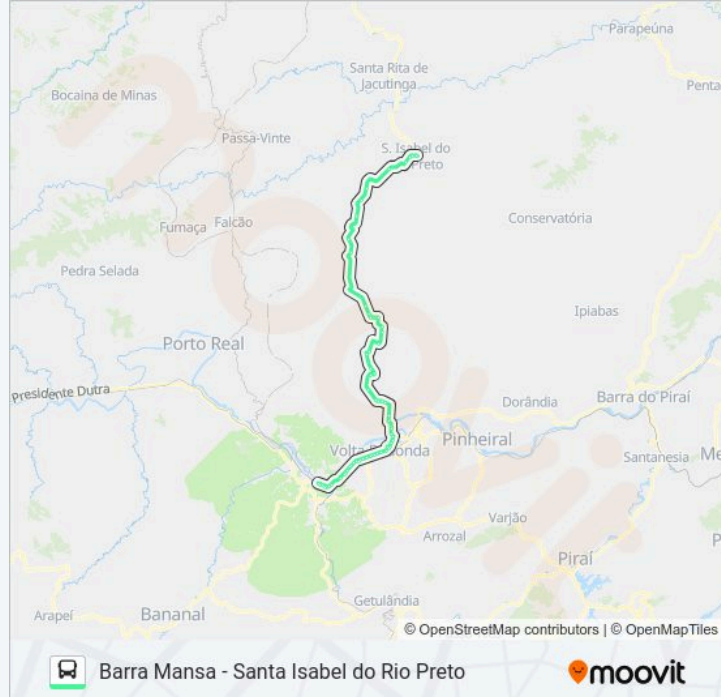 Parapeúna
Santa Rita de
Jacutinga
Bocaina de Minas
Penta
Passa-Vinte
S. Isabel do
Preto
Conservatória
Fumaça
Falcão
Pedra Selada
Ipiabas
Porto Real
Presidente Dutra
Dorândia
Barra do Piraí
Pinheiral
Volta Redonda
Santanesia
Me
Varjão
Arrozal
P
Piraí
Getulândia
Arapeí
Bananal
© OpenStreetMap contributors | © OpenMapTiles
Barra Mansa - Santa Isabel do Rio Preto
moovit